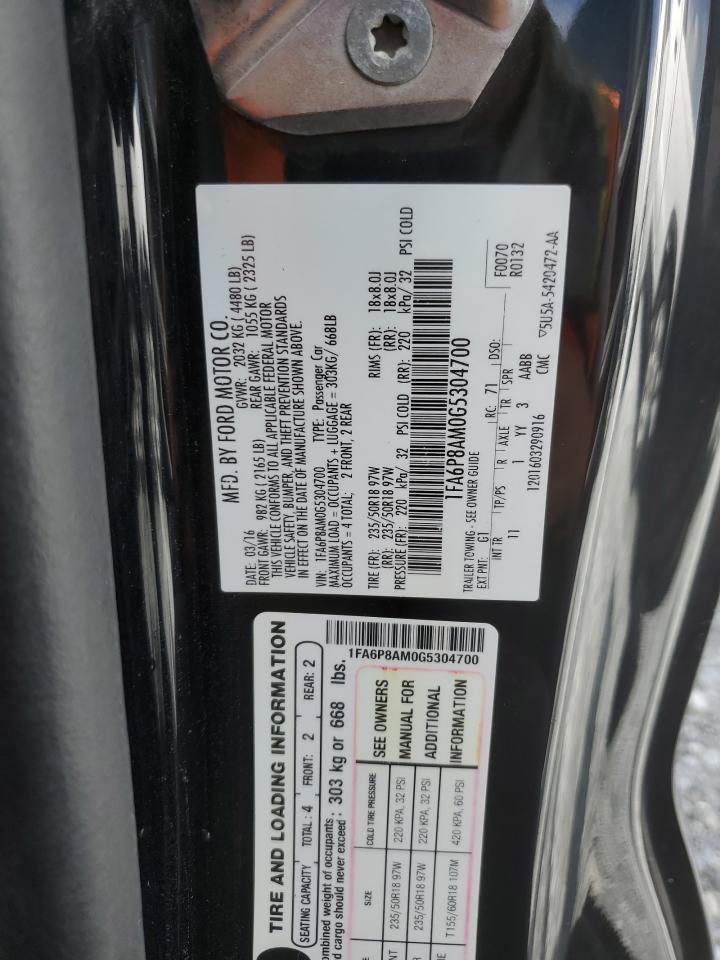 MFD. BY FORD MOTOR CO.
DATE: 03/16 GVWR: 2032 KG ( 4480 LB)
FRONT GAWR: 982 KG ( 2165 LB) REAR GAWR: 1055 KG ( 2325 LB)
THIS VEHICLE CONFORMS TO ALL APPLICABLE FEDERAL MOTOR
VEHICLE SAFETY, BUMPER, AND THEFT PREVENTION STANDARDS
IN EFFECT ON THE DATE OF MANUFACTURE SHOWN ABOVE.
VIN: 1FA6P8AM0G5304700 TYPE: Passenger Car
MAXIMUM LOAD = OCCUPANTS + LUGGAGE = 303KG/ 668LB
OCCUPANTS = 4 TOTAL: 2 FRONT, 2 REAR
TIRE (FR): 235/50R18 97W RIMS (FR): 18x8.0J
(RR): 235/50R18 97W (RR): 18x8.0J
PRESSURE (FR): 220 kPa/ 32 PSI COLD (RR): 220 kPa/ 32 PSI COLD
1FA6P8AM0G5304700
TRAILER TOWING - SEE OWNER GUIDE
EXT PNT: G1 RC: 71 DSO: F0070
R0132
INT TR TP/PS R AXLE TR SPR
11 1 YY 3 AABB
1201603290916 CMC ▽5U5A-5420472-AA
TIRE AND LOADING INFORMATION
SEATING CAPACITY TOTAL: 4 FRONT: 2 REAR: 2
ombined weight of occupants:
d cargo should never exceed: 303 kg or 668 lbs.
1FA6P8AM0G5304700
SIZE COLD TIRE PRESSURE SEE OWNERS
NT 235/50R18 97W 220 KPA, 32 PSI MANUAL FOR
R 235/50R18 97W 220 KPA, 32 PSI ADDITIONAL
RE T155/60R18 107M 420 KPA, 60 PSI INFORMATION